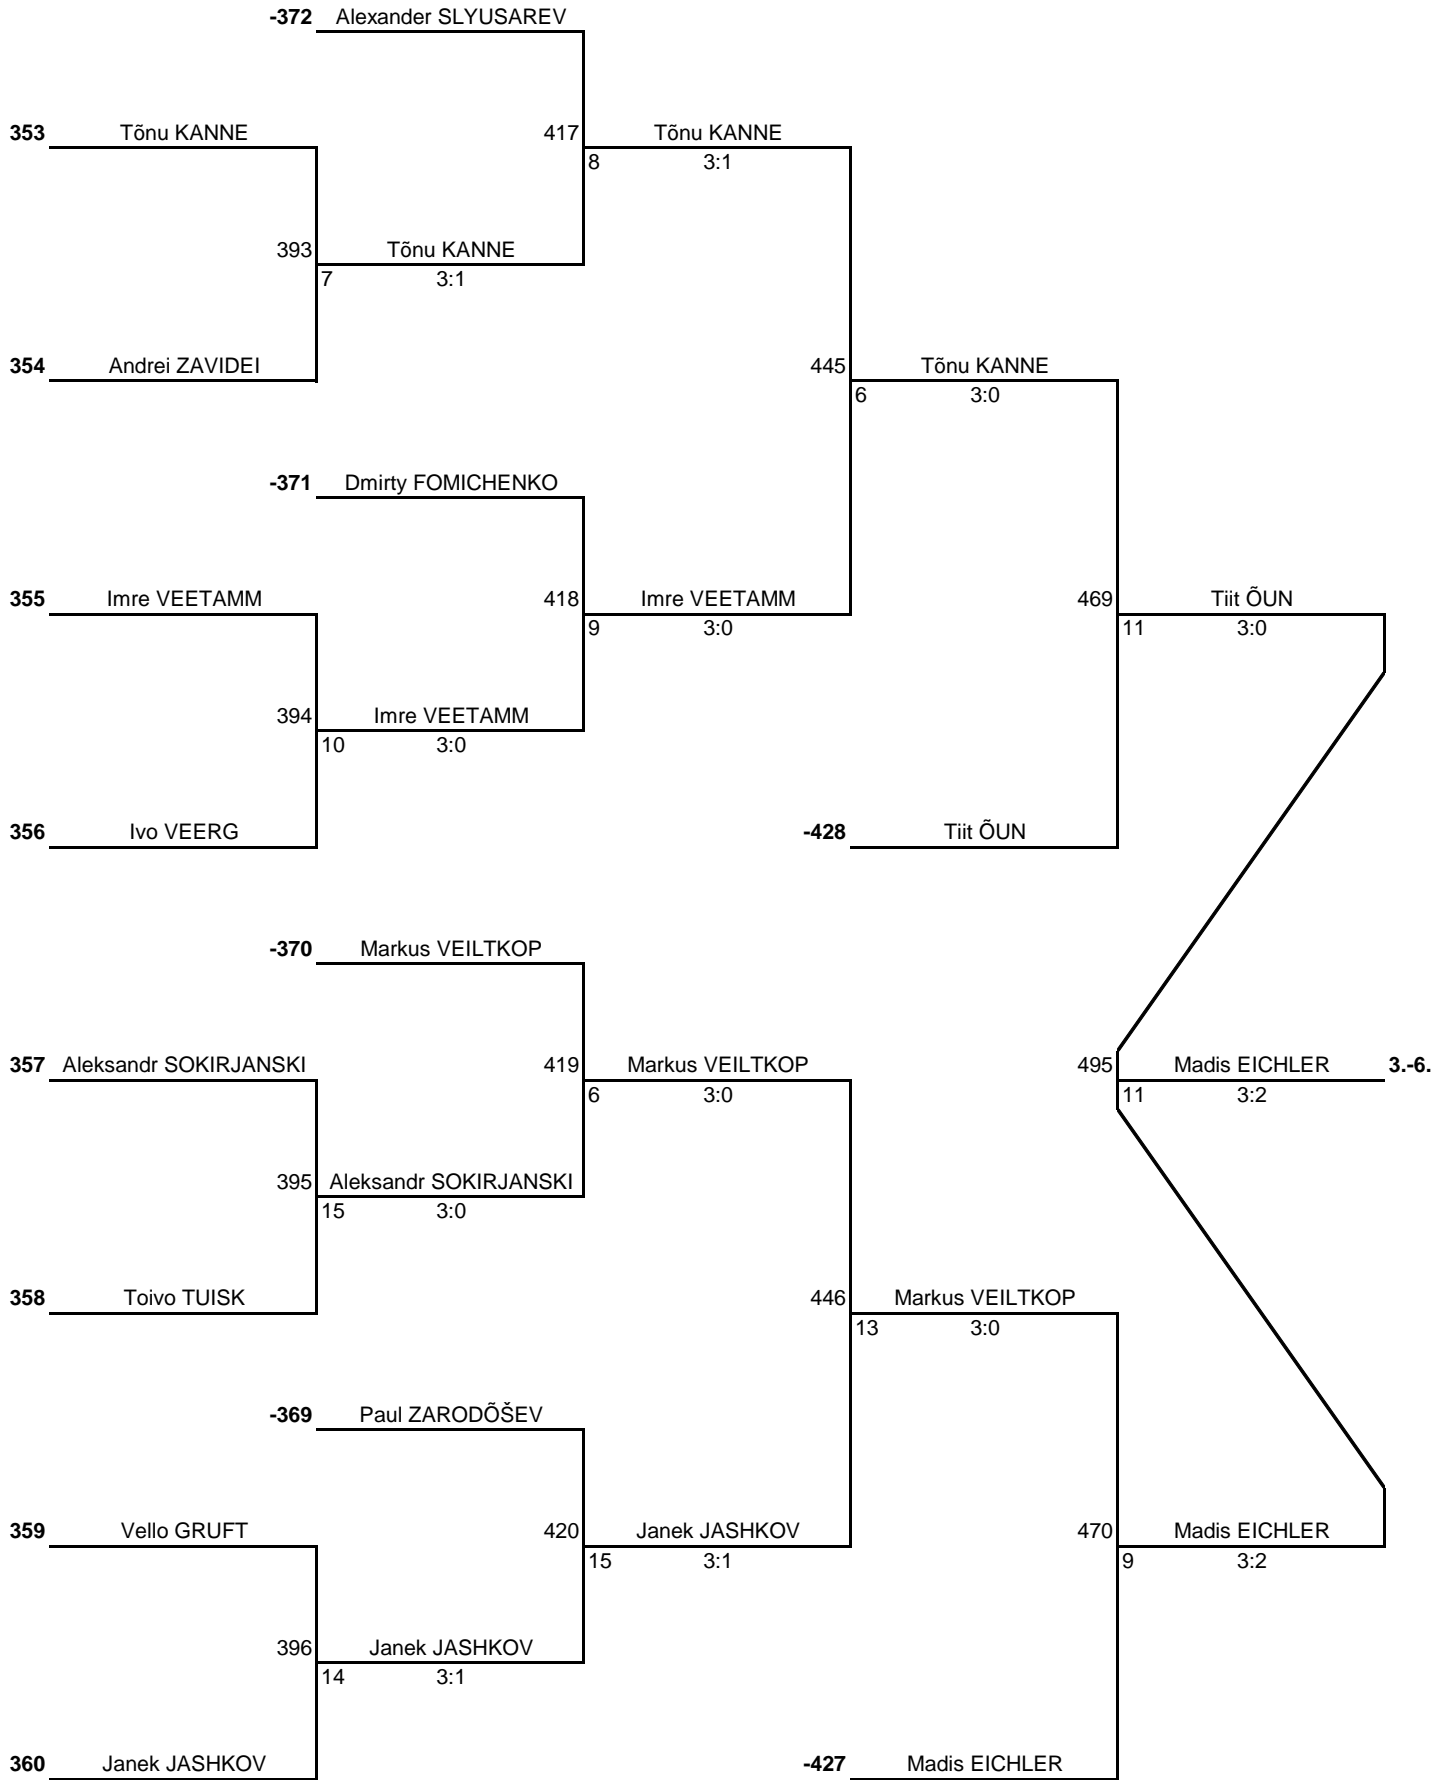 -372 Alexander SLYUSAREV
353 Tõnu KANNE 417 Tõnu KANNE
8 3:1
393 Tõnu KANNE
7 3:1
354 Andrei ZAVIDEI 445 Tõnu KANNE
6 3:0
-371 Dmirty FOMICHENKO
355 Imre VEETAMM 418 Imre VEETAMM 469 Tiit ÕUN
9 3:0 11 3:0
394 Imre VEETAMM
10 3:0
356 Ivo VEERG -428 Tiit ÕUN
-370 Markus VEILTKOP
357 Aleksandr SOKIRJANSKI 419 Markus VEILTKOP 495 Madis EICHLER 3.-6.
6 3:0 11 3:2
395 Aleksandr SOKIRJANSKI
15 3:0
358 Toivo TUISK 446 Markus VEILTKOP
13 3:0
-369 Paul ZARODÕŠEV
359 Vello GRUFT 420 Janek JASHKOV 470 Madis EICHLER
15 3:1 9 3:2
396 Janek JASHKOV
14 3:1
360 Janek JASHKOV -427 Madis EICHLER